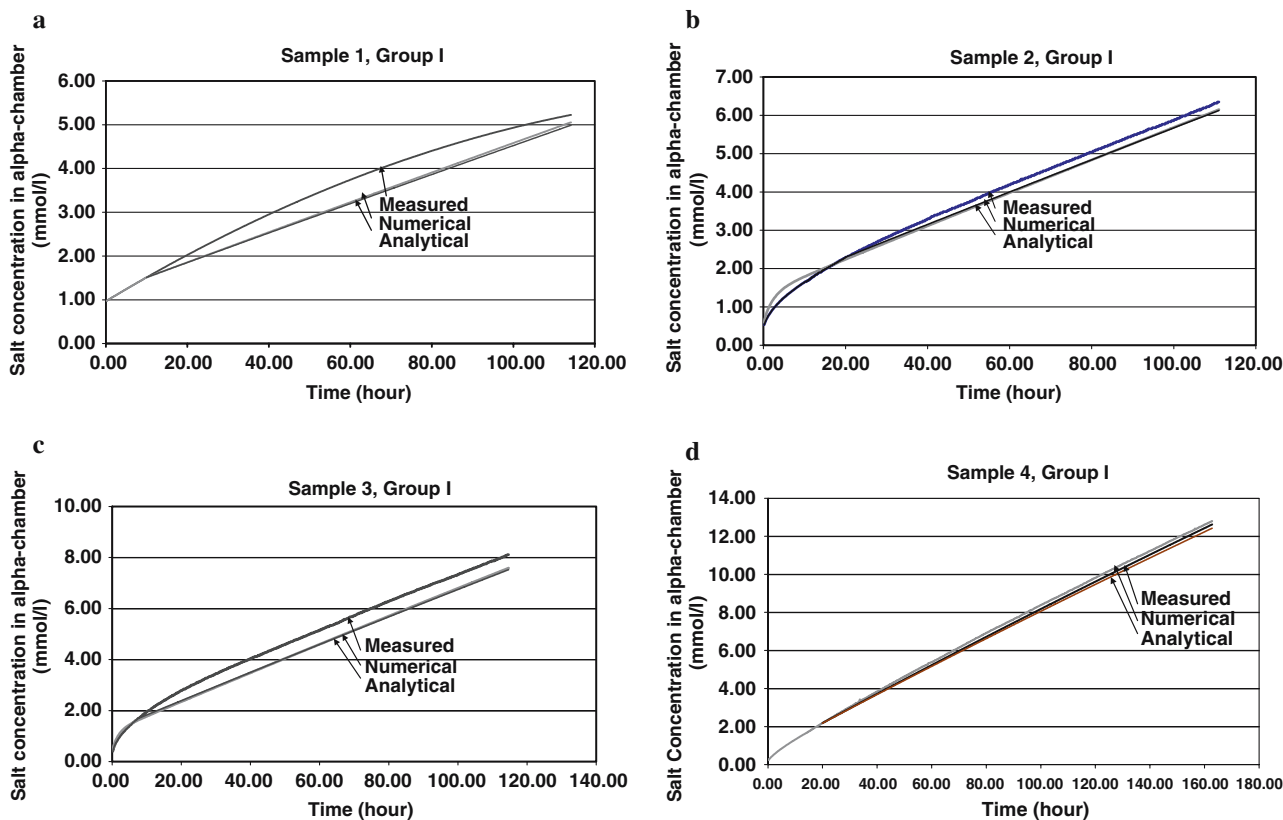 a
Sample 1, Group I
Salt concentration in alpha-chamber
(mmol/l)
6.00
5.00
4.00
3.00
2.00
1.00
0.00
Measured
Numerical
Analytical
0.00 20.00 40.00 60.00 80.00 100.00 120.00
Time (hour)
b
Sample 2, Group I
Salt concentration in alpha-chamber
(mmol/l)
7.00
6.00
5.00
4.00
3.00
2.00
1.00
0.00
Measured
Numerical
Analytical
0.00 20.00 40.00 60.00 80.00 100.00 120.00
Time (hour)
c
Sample 3, Group I
Salt concentration in alpha-chamber
(mmol/l)
10.00
8.00
6.00
4.00
2.00
0.00
Measured
Numerical
Analytical
0.00 20.00 40.00 60.00 80.00 100.00 120.00 140.00
Time (hour)
d
Sample 4, Group I
Salt Concentration in alpha-chamber
(mmol/l)
14.00
12.00
10.00
8.00
6.00
4.00
2.00
0.00
Measured
Numerical
Analytical
0.00 20.00 40.00 60.00 80.00 100.00 120.00 140.00 160.00 180.00
Time (hour)